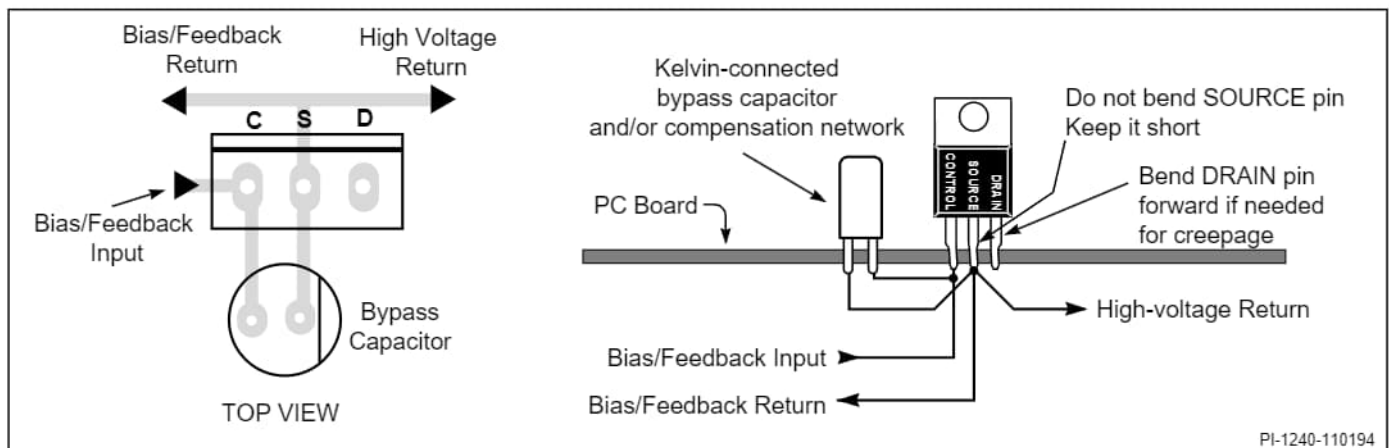 Bias/Feedback
Return
High Voltage
Return
C S D
Bias/Feedback
Input
Bypass
Capacitor
TOP VIEW
Kelvin-connected
bypass capacitor
and/or compensation network
PC Board
CONTROL
SOURCE
DRAIN
Do not bend SOURCE pin
Keep it short
Bend DRAIN pin
forward if needed
for creepage
High-voltage Return
Bias/Feedback Input
Bias/Feedback Return
PI-1240-110194